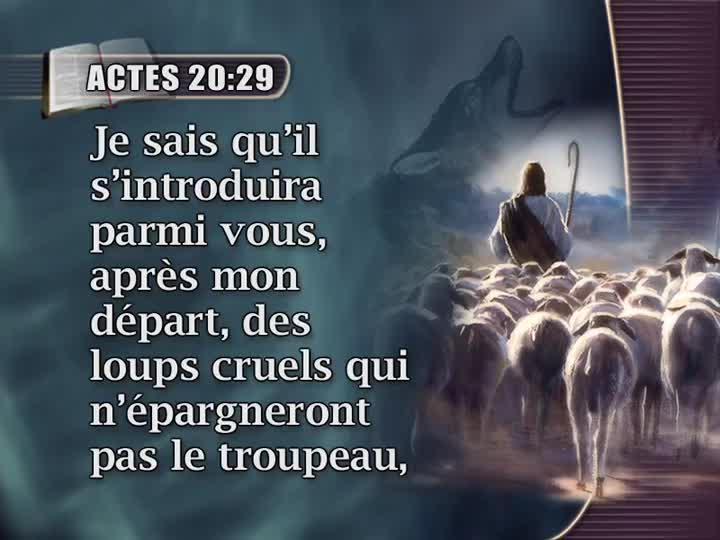 ACTES 20:29
Je sais qu’il
s’introduira
parmi vous,
après mon
départ, des
loups cruels qui
n’épargneront
pas le troupeau,